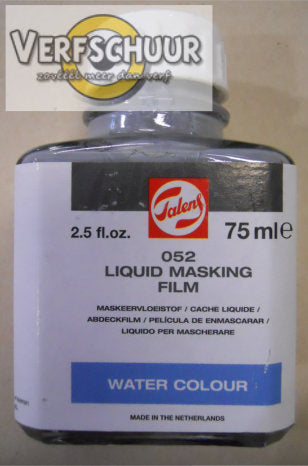 VERFSCHUUR
zoveel meer dan verf
Talens
2.5 fl.oz. 75 ml e
052
LIQUID MASKING
FILM
MASKEERVLOEISTOF / CACHE LIQUIDE /
ABDECKFILM / PELÍCULA DE ENMASCARAR /
LIQUIDO PER MASCHERARE
WATER COLOUR
MADE IN THE NETHERLANDS